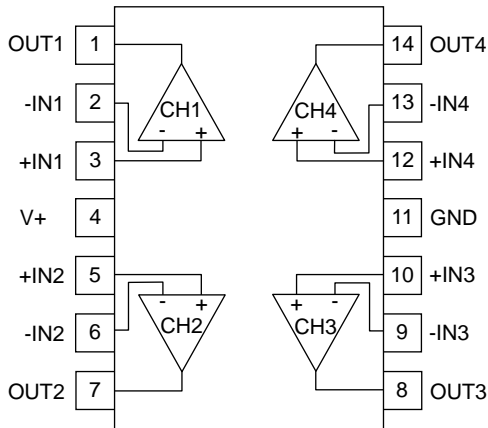 OUT1 1 14 OUT4
-IN1 2 CH1 CH4 13 -IN4
- + + -
+IN1 3 12 +IN4
V+ 4 11 GND
+IN2 5 10 +IN3
- + + -
-IN2 6 CH2 CH3 9 -IN3
OUT2 7 8 OUT3